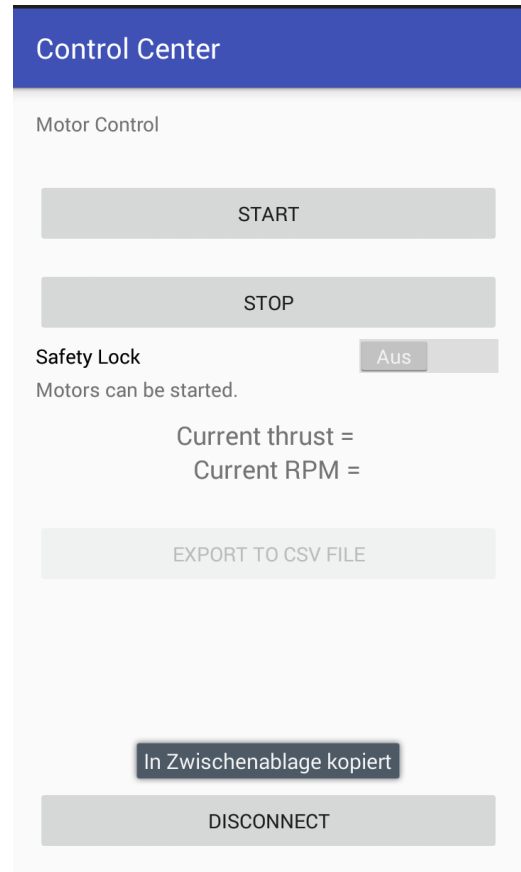 Control Center
Motor Control
START
STOP
Safety Lock Aus
Motors can be started.
Current thrust =
Current RPM =
EXPORT TO CSV FILE
In Zwischenablage kopiert
DISCONNECT